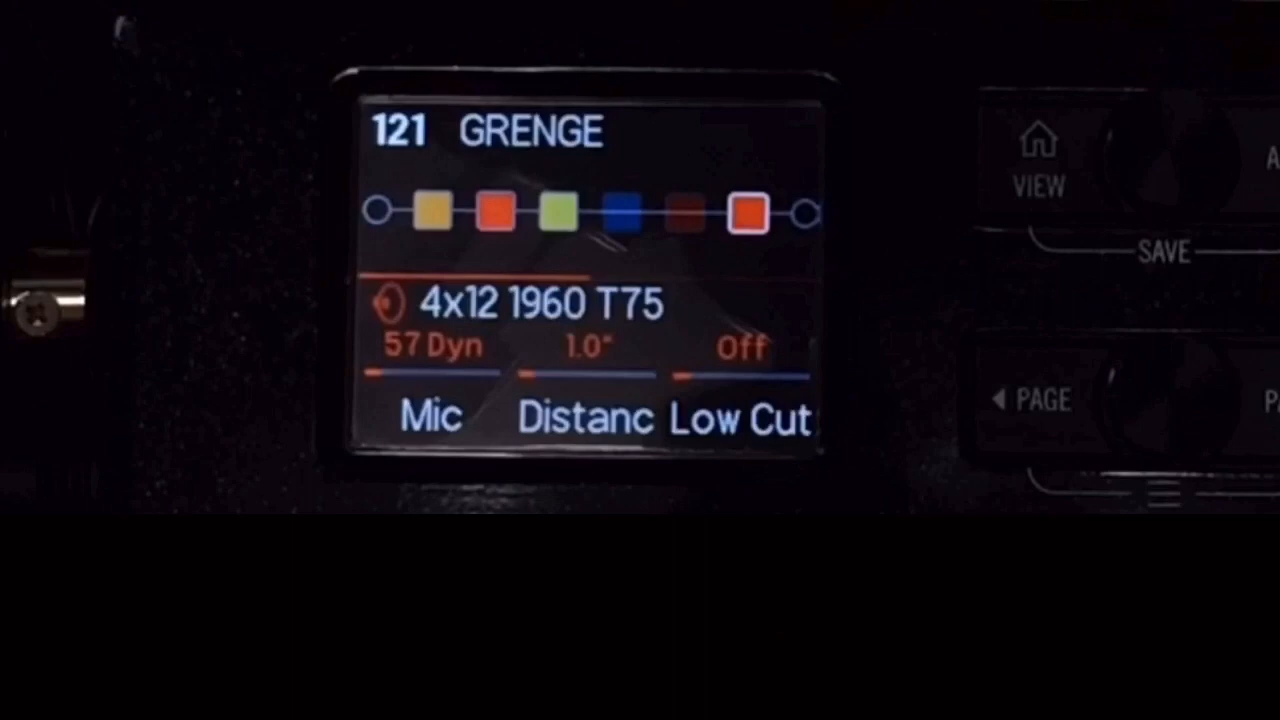 121 GRENGE
4x12 1960 T75
57 Dyn 1.0" Off
Mic Distanc Low Cut
VIEW
A
SAVE
PAGE
P